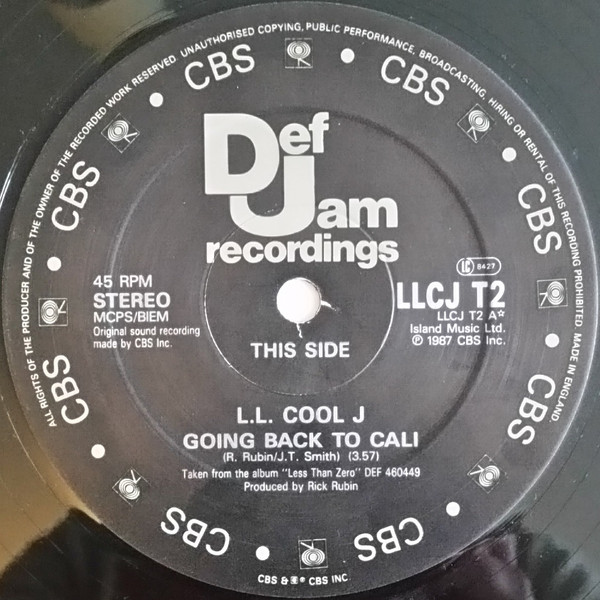 ALL RIGHTS OF THE PRODUCER AND OF THE OWNER OF THE RECORDED WORK RESERVED. UNAUTHORISED COPYING, PUBLIC PERFORMANCE, BROADCASTING, HIRING OR RENTAL OF THIS RECORDING PROHIBITED. MADE IN ENGLAND.
CBS
CBS
CBS
CBS
CBS
CBS
CBS
CBS
Def
Jam
recordings
45 RPM
STEREO
MCPS/BIEM
Original sound recording
made by CBS Inc.
LC 8427
LLCJ T2
LLCJ T2 A☆
Island Music Ltd.
℗ 1987 CBS Inc.
THIS SIDE
L.L. COOL J
GOING BACK TO CALI
(R. Rubin/J.T. Smith) (3.57)
Taken from the album "Less Than Zero" DEF 460449
Produced by Rick Rubin
CBS & ® CBS INC